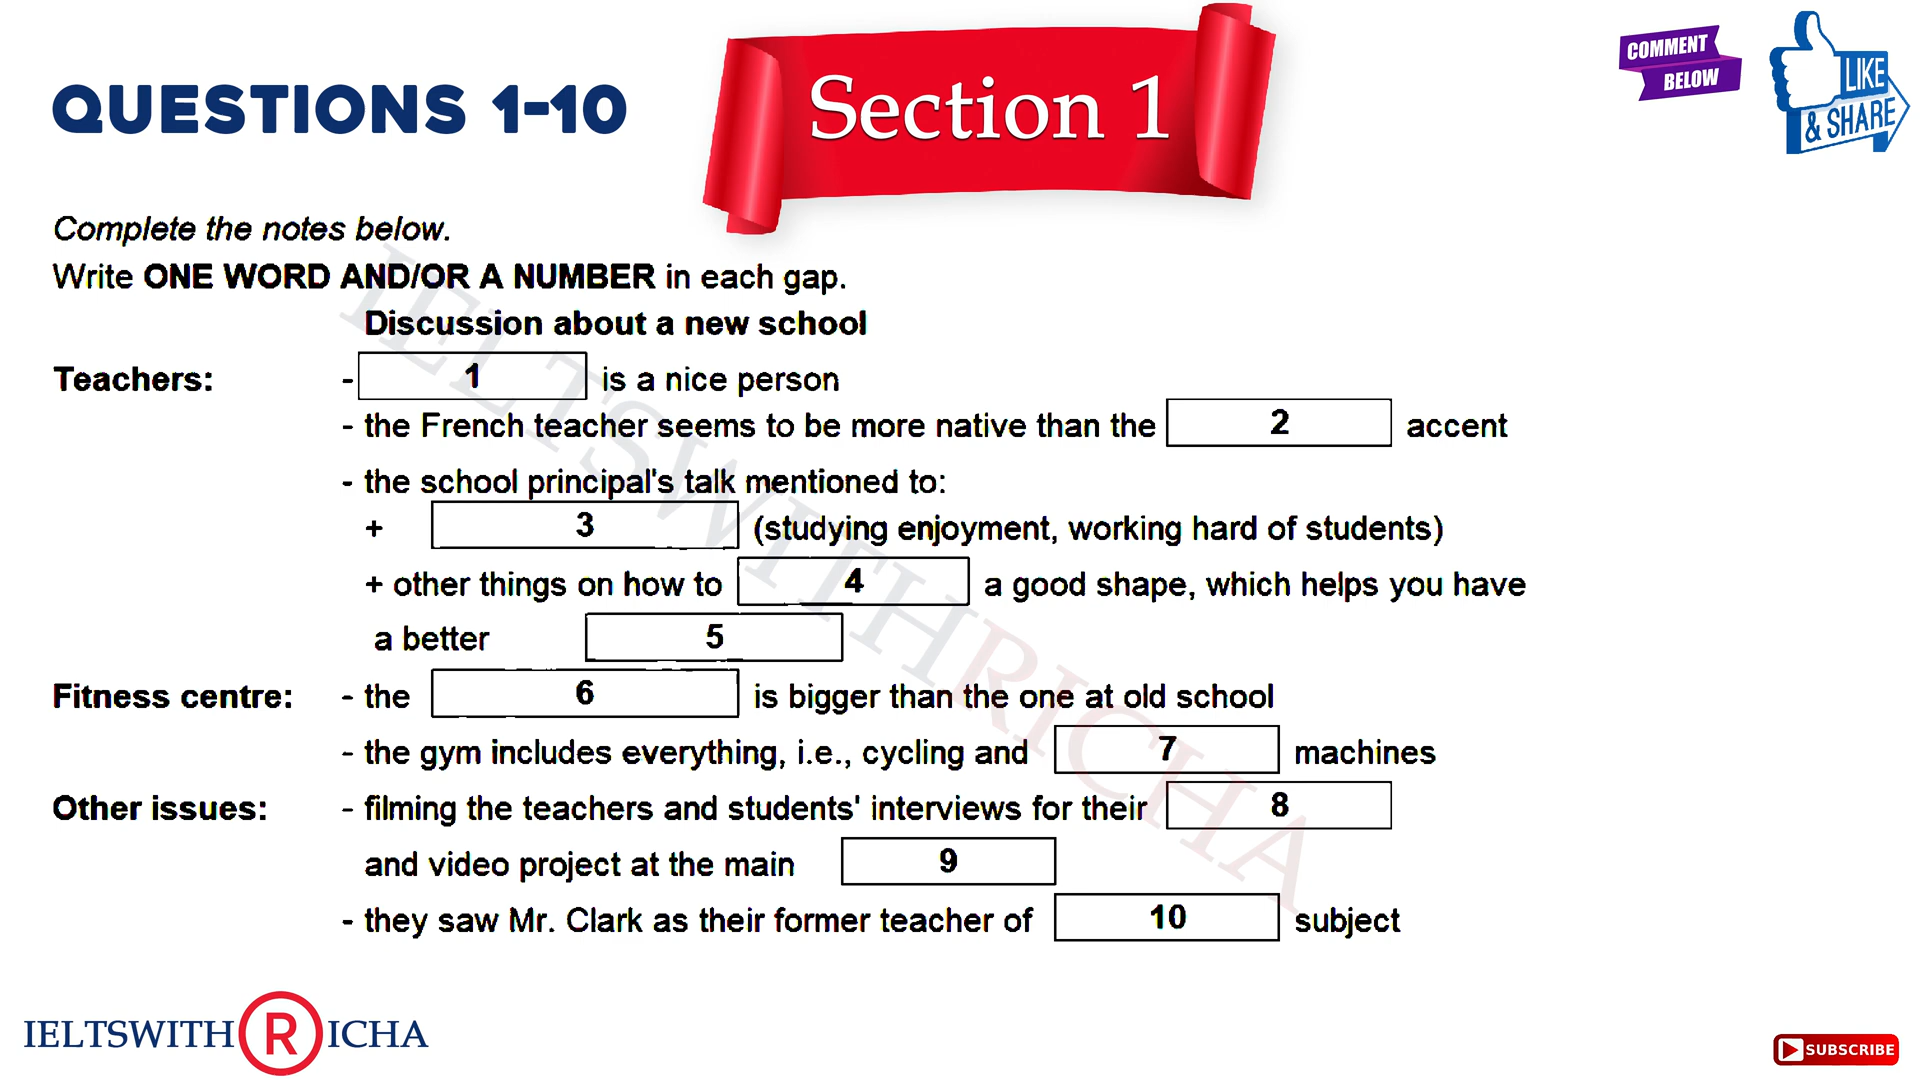 QUESTIONS 1-10
Section 1
COMMENT
BELOW
LIKE
& SHARE
Complete the notes below.
Write ONE WORD AND/OR A NUMBER in each gap.
Discussion about a new school
Teachers: - 1 is a nice person
- the French teacher seems to be more native than the 2 accent
- the school principal's talk mentioned to:
+ 3 (studying enjoyment, working hard of students)
+ other things on how to 4 a good shape, which helps you have
a better 5
Fitness centre: - the 6 is bigger than the one at old school
- the gym includes everything, i.e., cycling and 7 machines
Other issues: - filming the teachers and students' interviews for their 8
and video project at the main 9
- they saw Mr. Clark as their former teacher of 10 subject
IELTSWITHRICHA
IELTSWITHRICHA
SUBSCRIBE